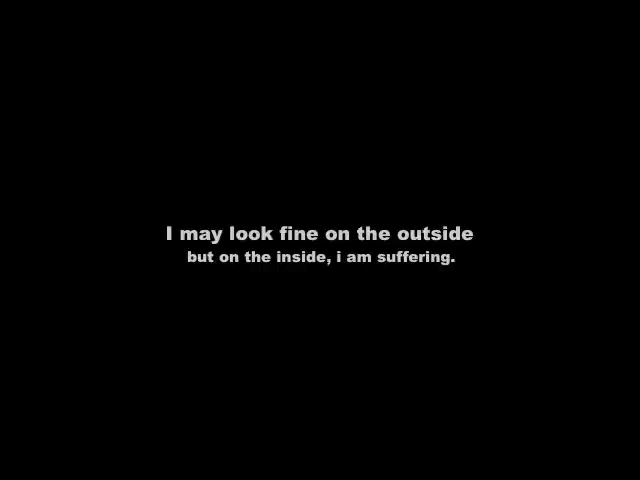 I may look fine on the outside
but on the inside, i am suffering.